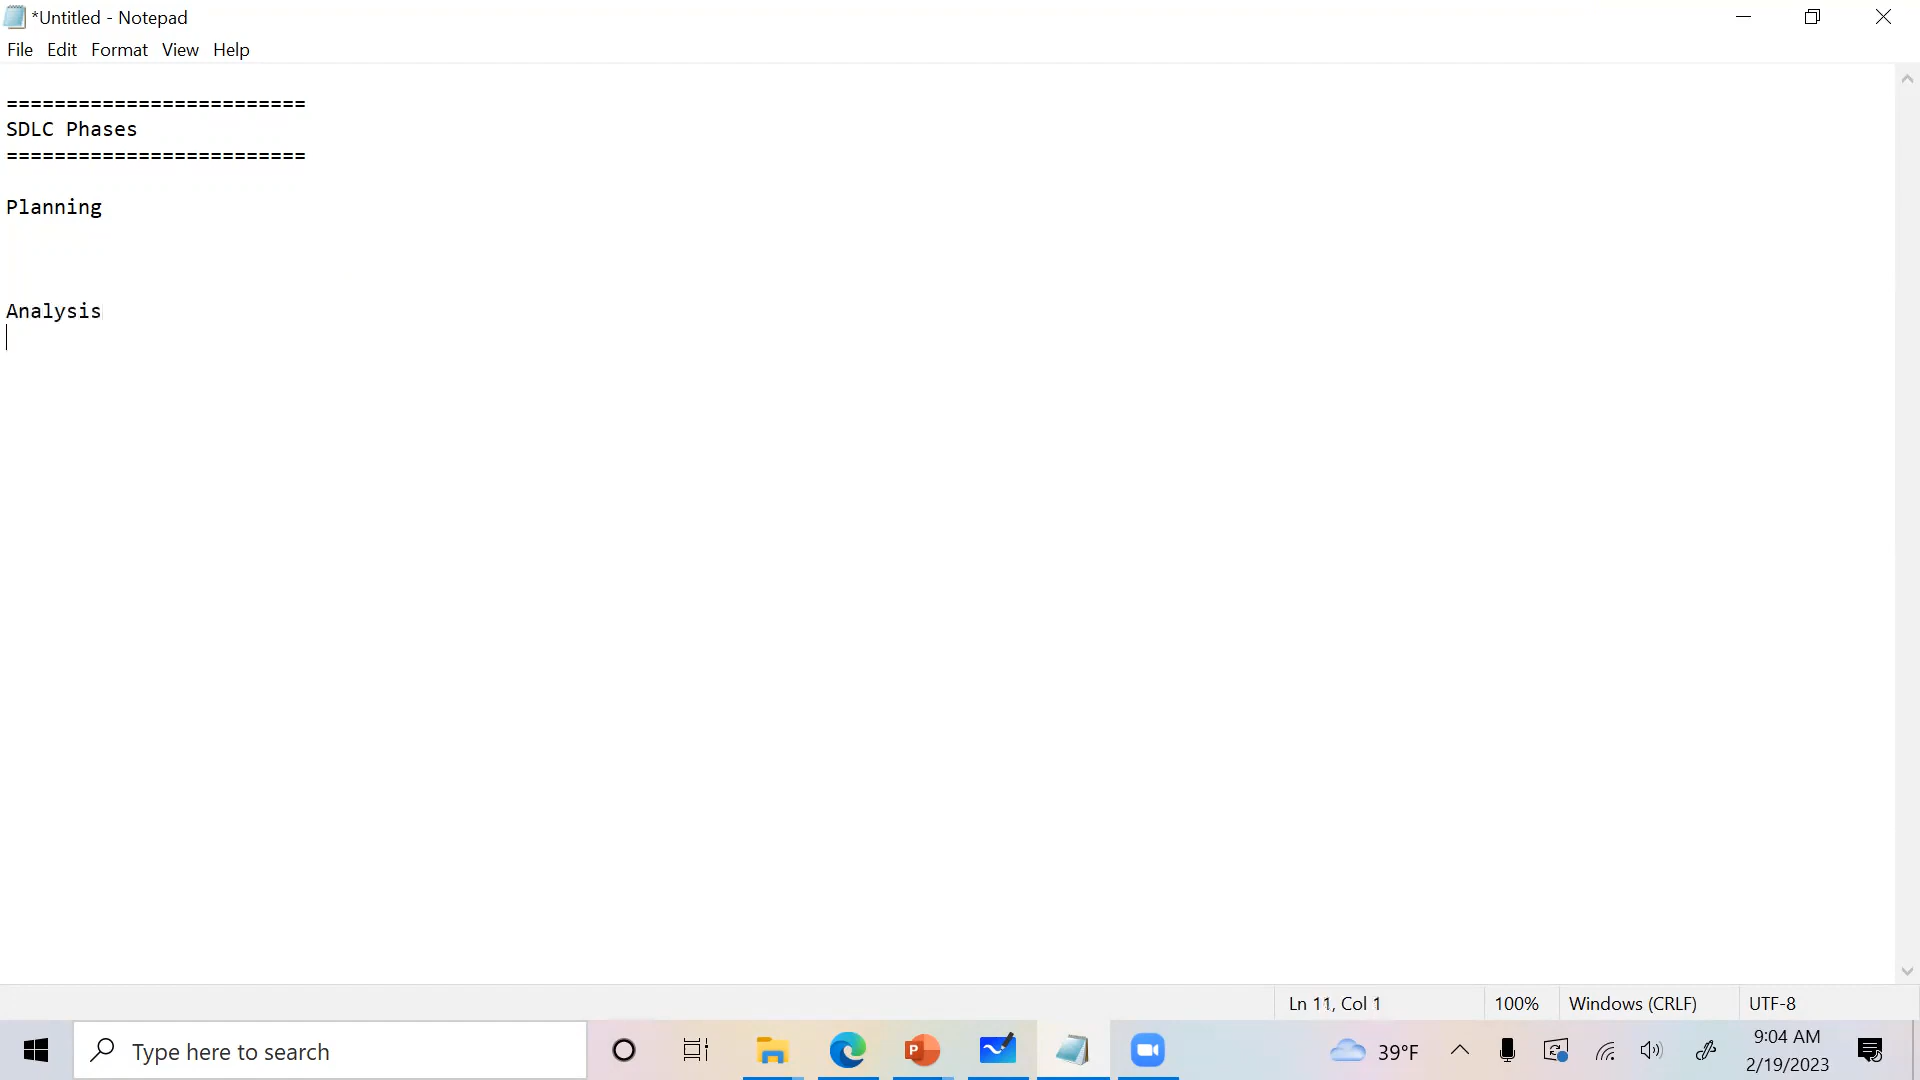 *Untitled - Notepad
File Edit Format View Help
=========================
SDLC Phases
=========================
Planning
Analysis
Ln 11, Col 1 100% Windows (CRLF) UTF-8
Type here to search
P
39°F
9:04 AM
2/19/2023